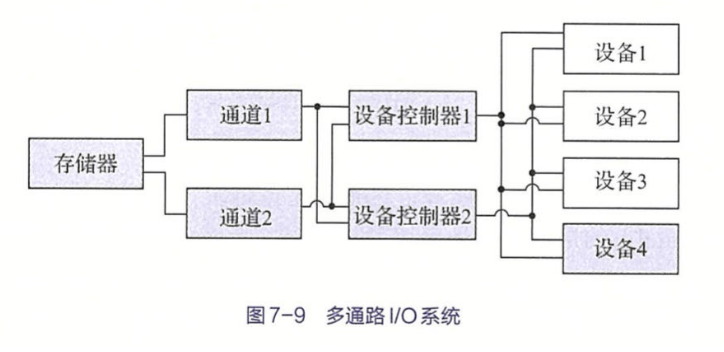 设备1
通道1
设备控制器1
设备2
存储器
设备3
通道2
设备控制器2
设备4
图7-9 多通路I/O系统